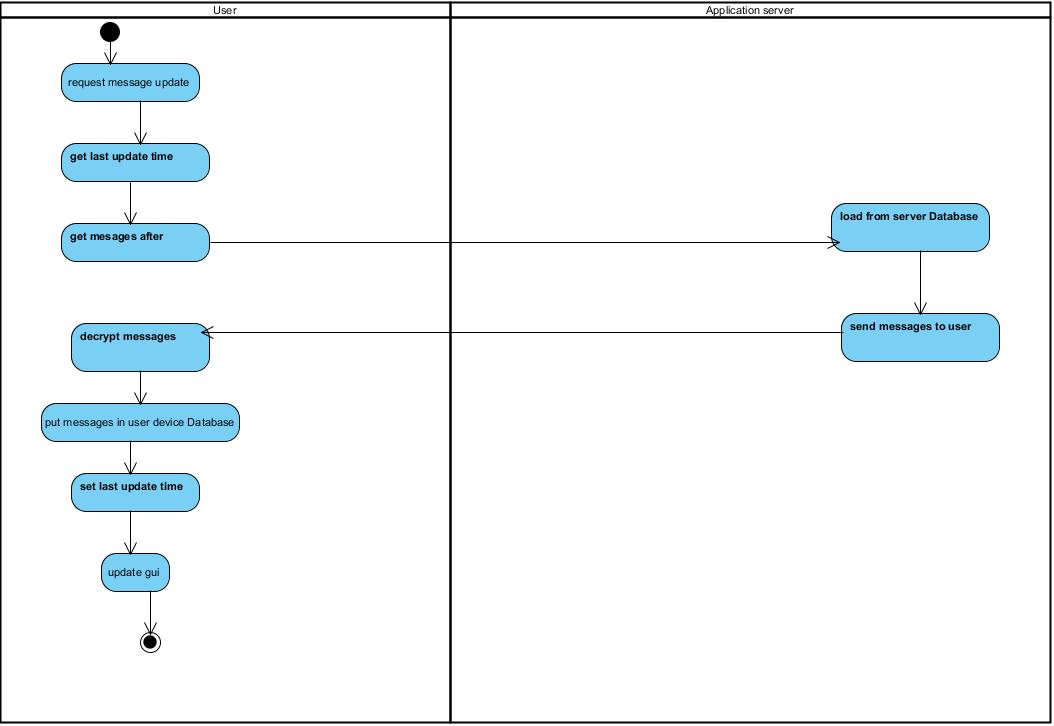 User
Application server
request message update
get last update time
get mesages after
load from server Database
send messages to user
decrypt messages
put messages in user device Database
set last update time
update gui